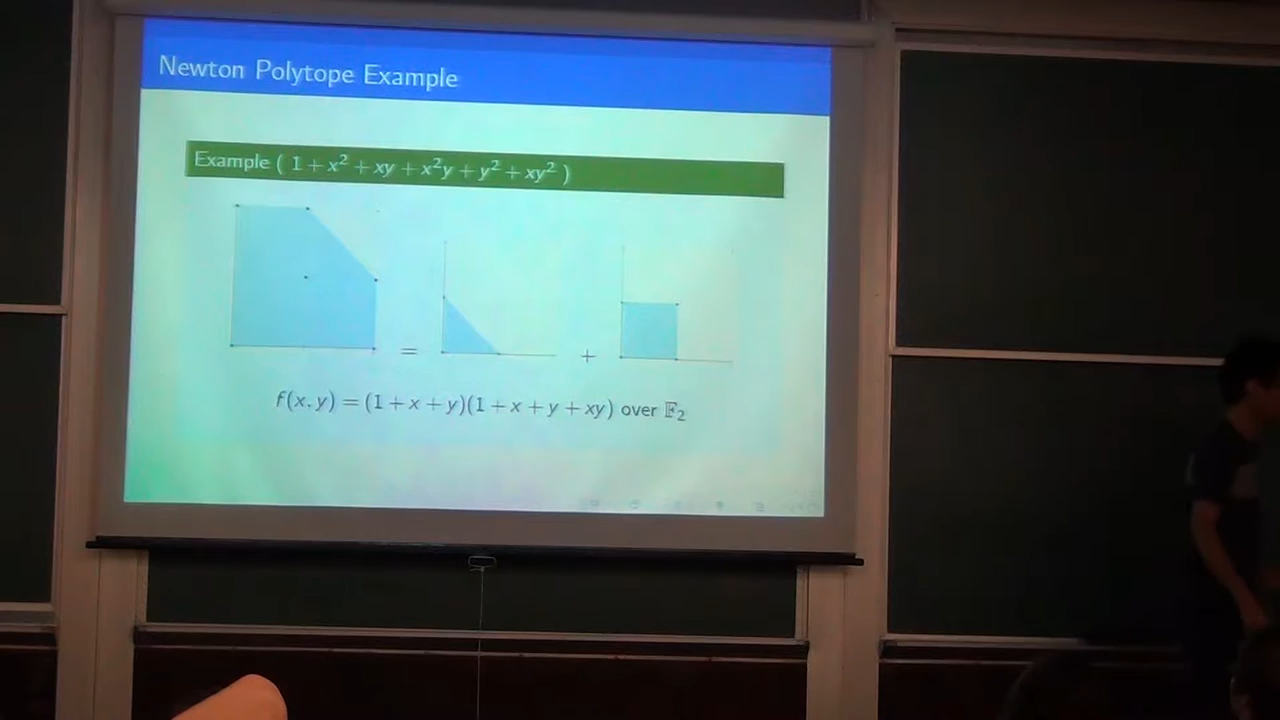 Newton Polytope Example
Example ( 1 + x² + xy + x²y + y² + xy² )
= +
f(x, y) = (1 + x + y)(1 + x + y + xy) over 𝔽₂